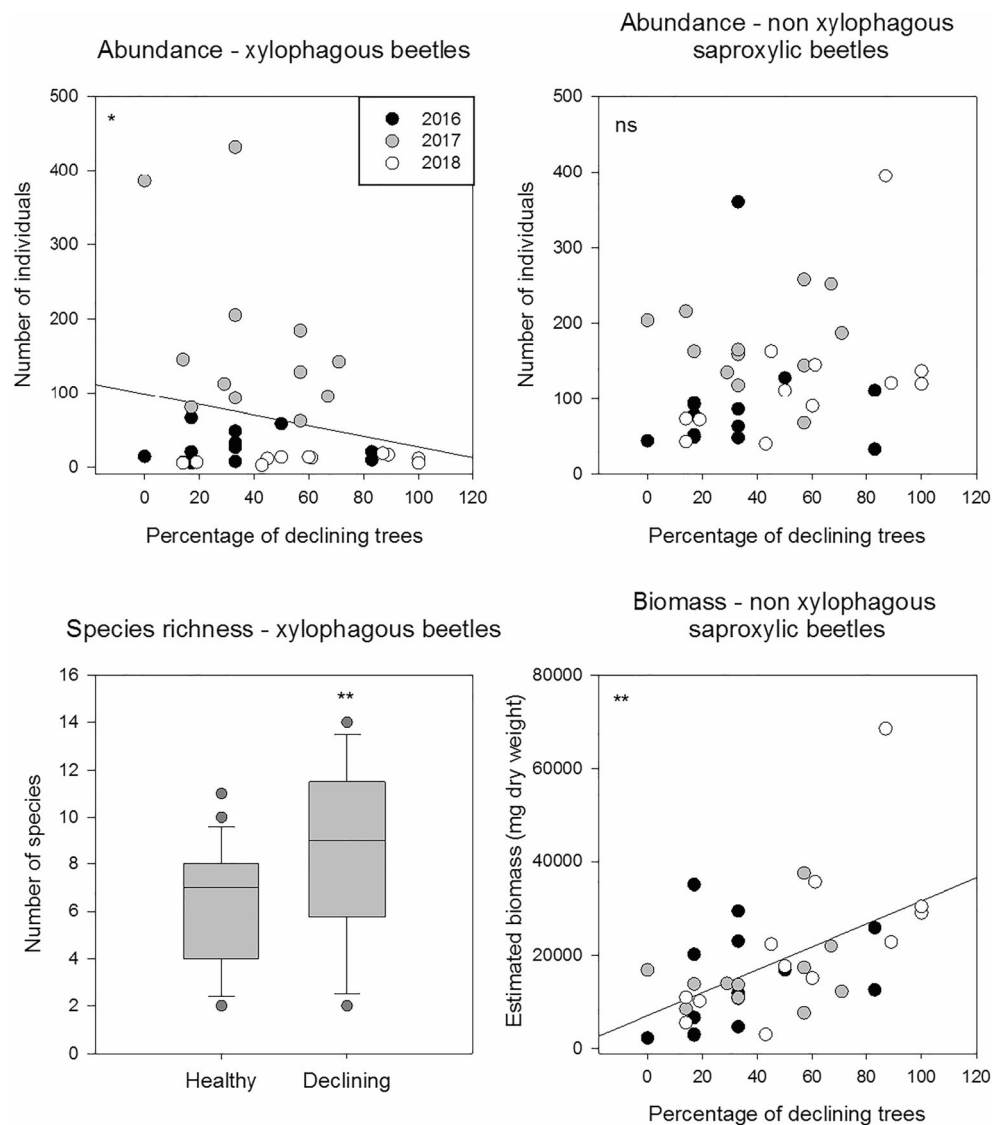 Abundance - xylophagous beetles
500
400
300
200
100
0
Number of individuals
*
2016
2017
2018
0 20 40 60 80 100 120
Percentage of declining trees
Abundance - non xylophagous
saproxylic beetles
500
400
300
200
100
0
Number of individuals
ns
0 20 40 60 80 100 120
Percentage of declining trees
Species richness - xylophagous beetles
16
14
12
10
8
6
4
2
0
Number of species
**
Healthy Declining
Biomass - non xylophagous
saproxylic beetles
80000
60000
40000
20000
0
Estimated biomass (mg dry weight)
**
0 20 40 60 80 100 120
Percentage of declining trees